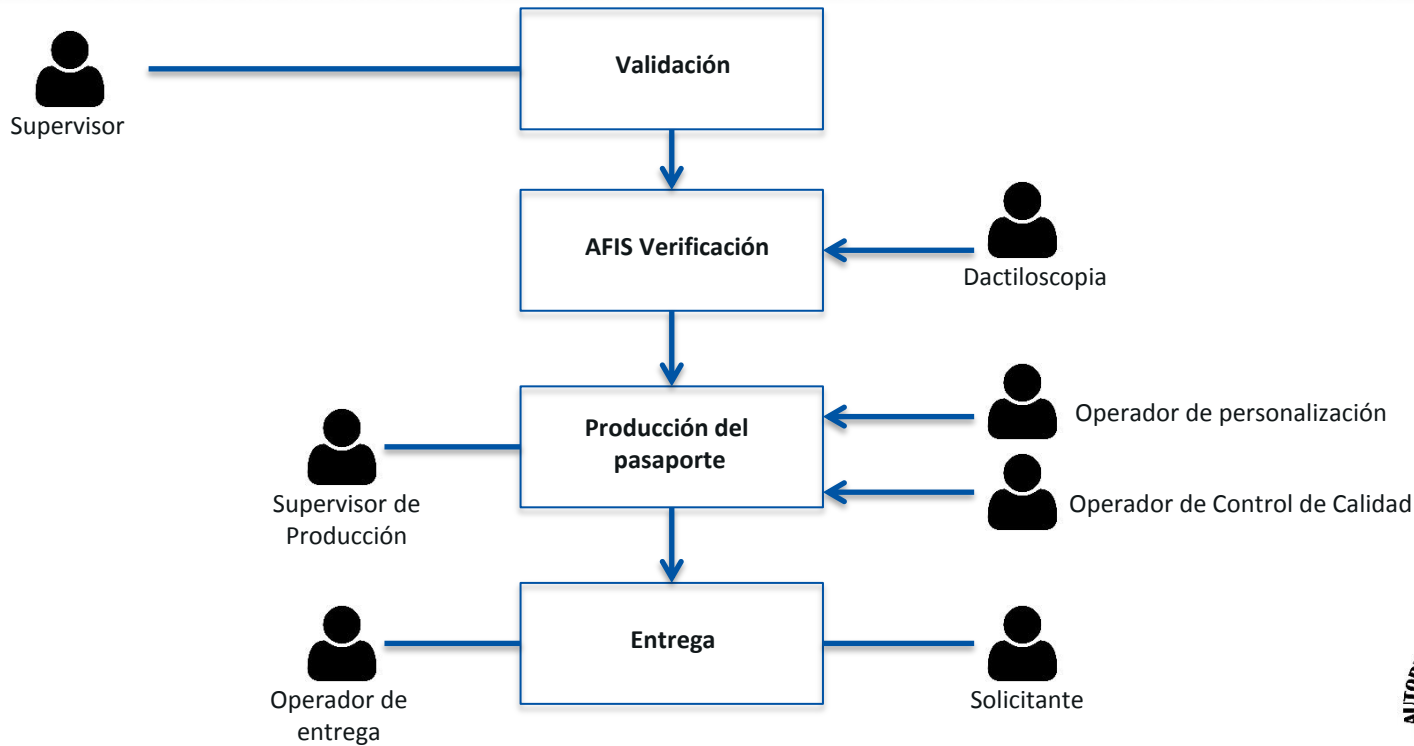 Validación
Supervisor
AFIS Verificación
Dactiloscopia
Operador de personalización
Producción del
pasaporte
Supervisor de
Producción
Operador de Control de Calidad
Entrega
Operador de
entrega
Solicitante